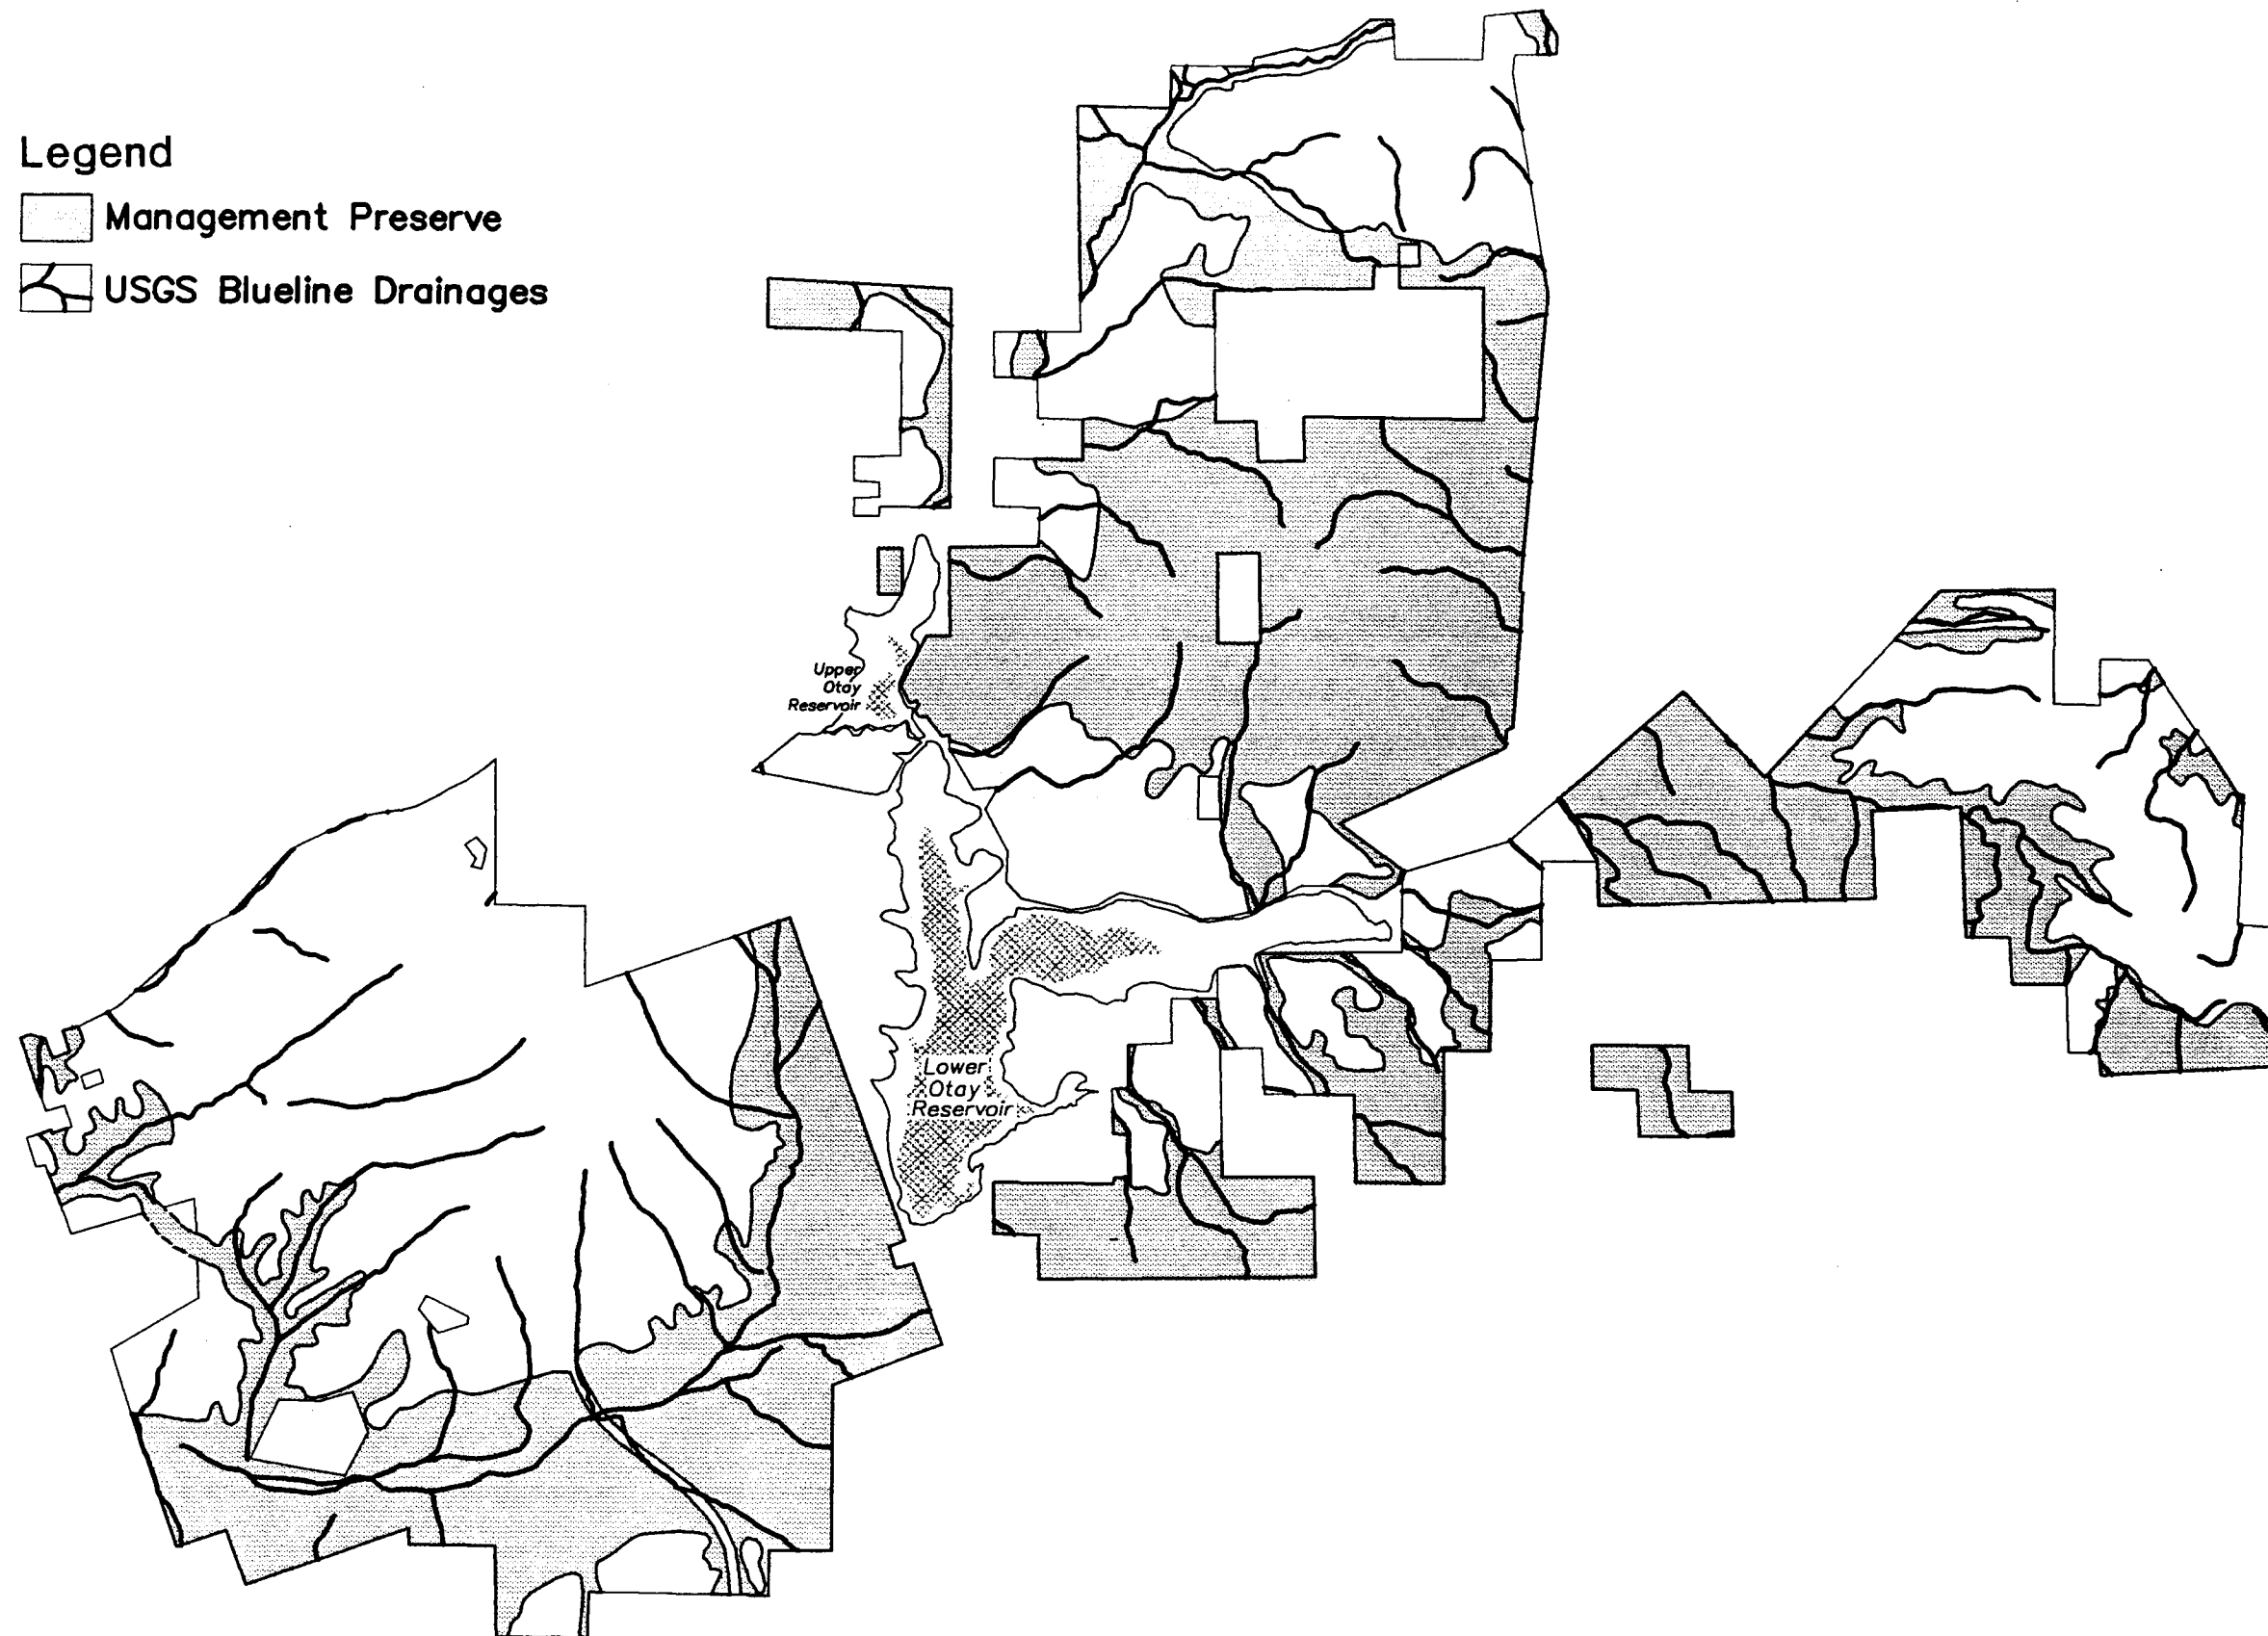 Legend
Management Preserve
USGS Blueline Drainages
Upper
Otay
Reservoir
Lower
Otay
Reservoir